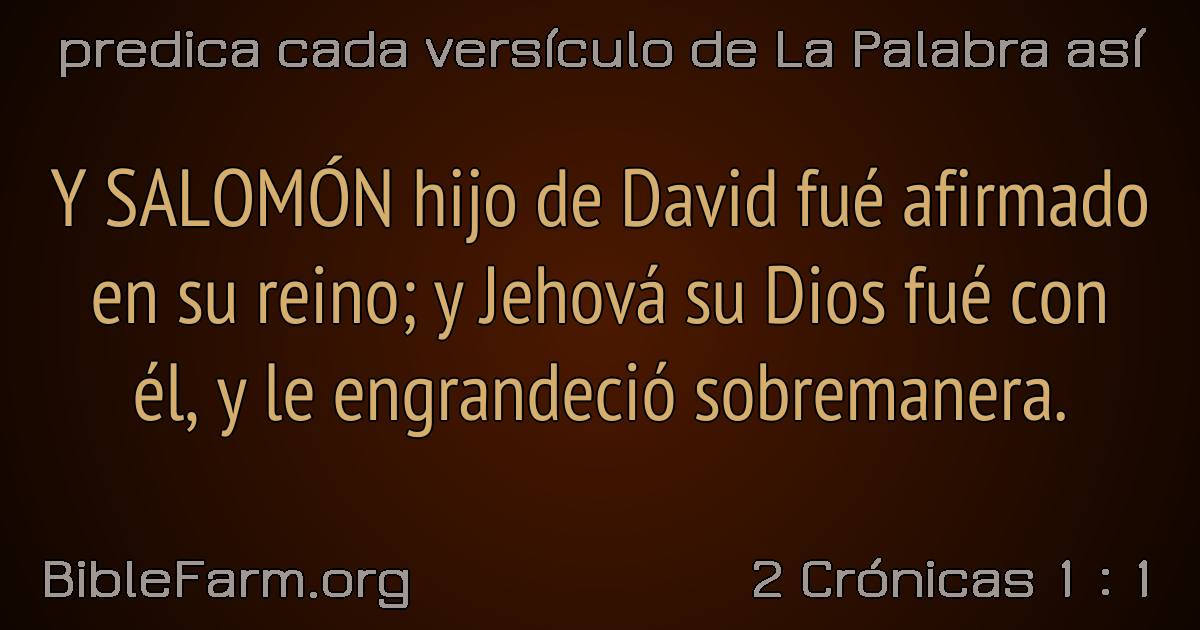 predica cada versículo de La Palabra así
Y SALOMÓN hijo de David fué afirmado
en su reino; y Jehová su Dios fué con
él, y le engrandeció sobremanera.
BibleFarm.org
2 Crónicas 1 : 1